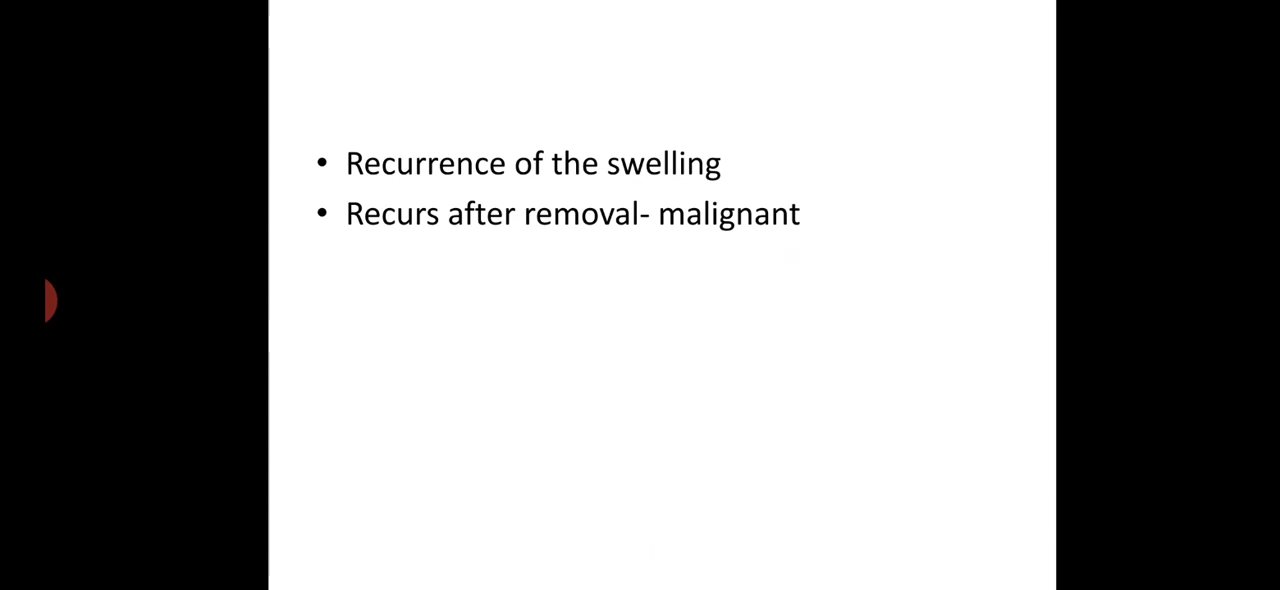 • Recurrence of the swelling
• Recurs after removal- malignant